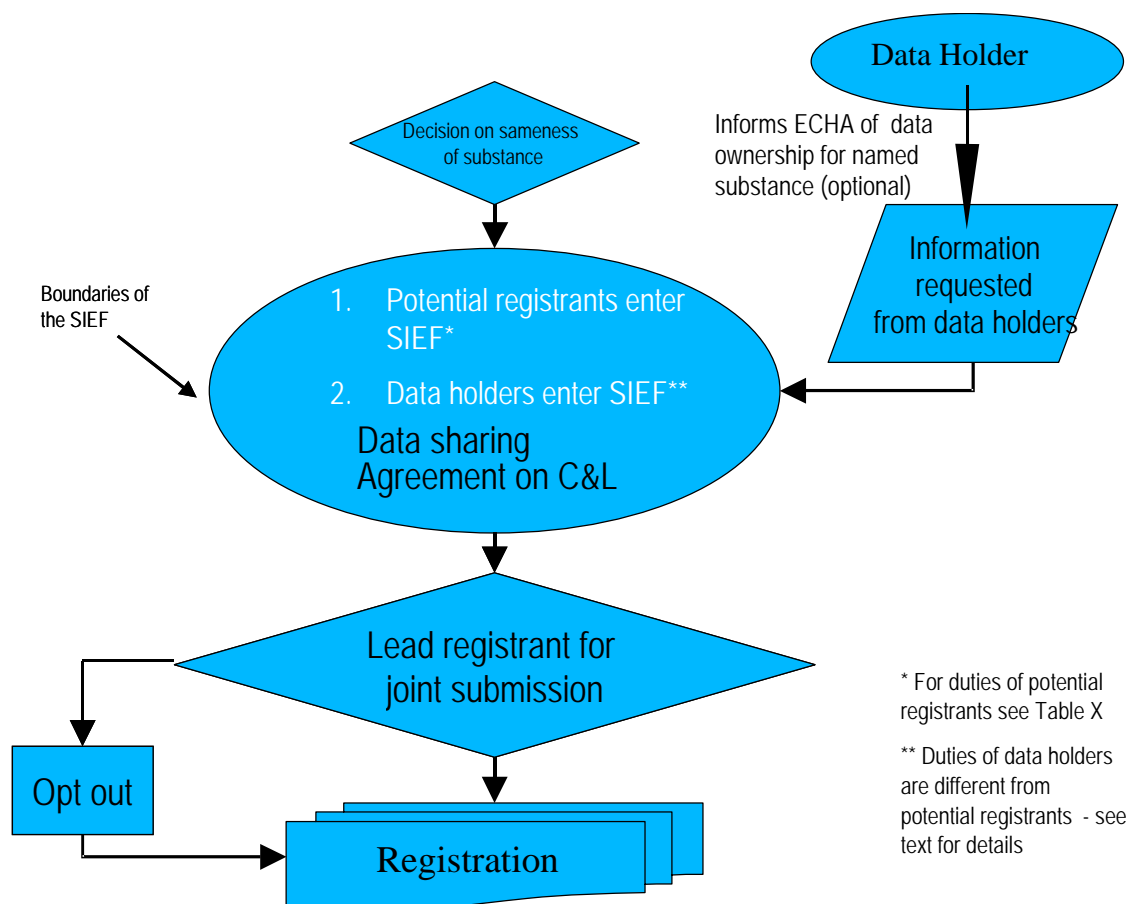 Data Holder
Decision on sameness
of substance
Informs ECHA of data
ownership for named
substance (optional)
Information
requested
from data holders
Boundaries of
the SIEF
1. Potential registrants enter
SIEF*
2. Data holders enter SIEF**
Data sharing
Agreement on C&L
Lead registrant for
joint submission
Opt out
Registration
* For duties of potential
registrants see Table X
** Duties of data holders
are different from
potential registrants - see
text for details